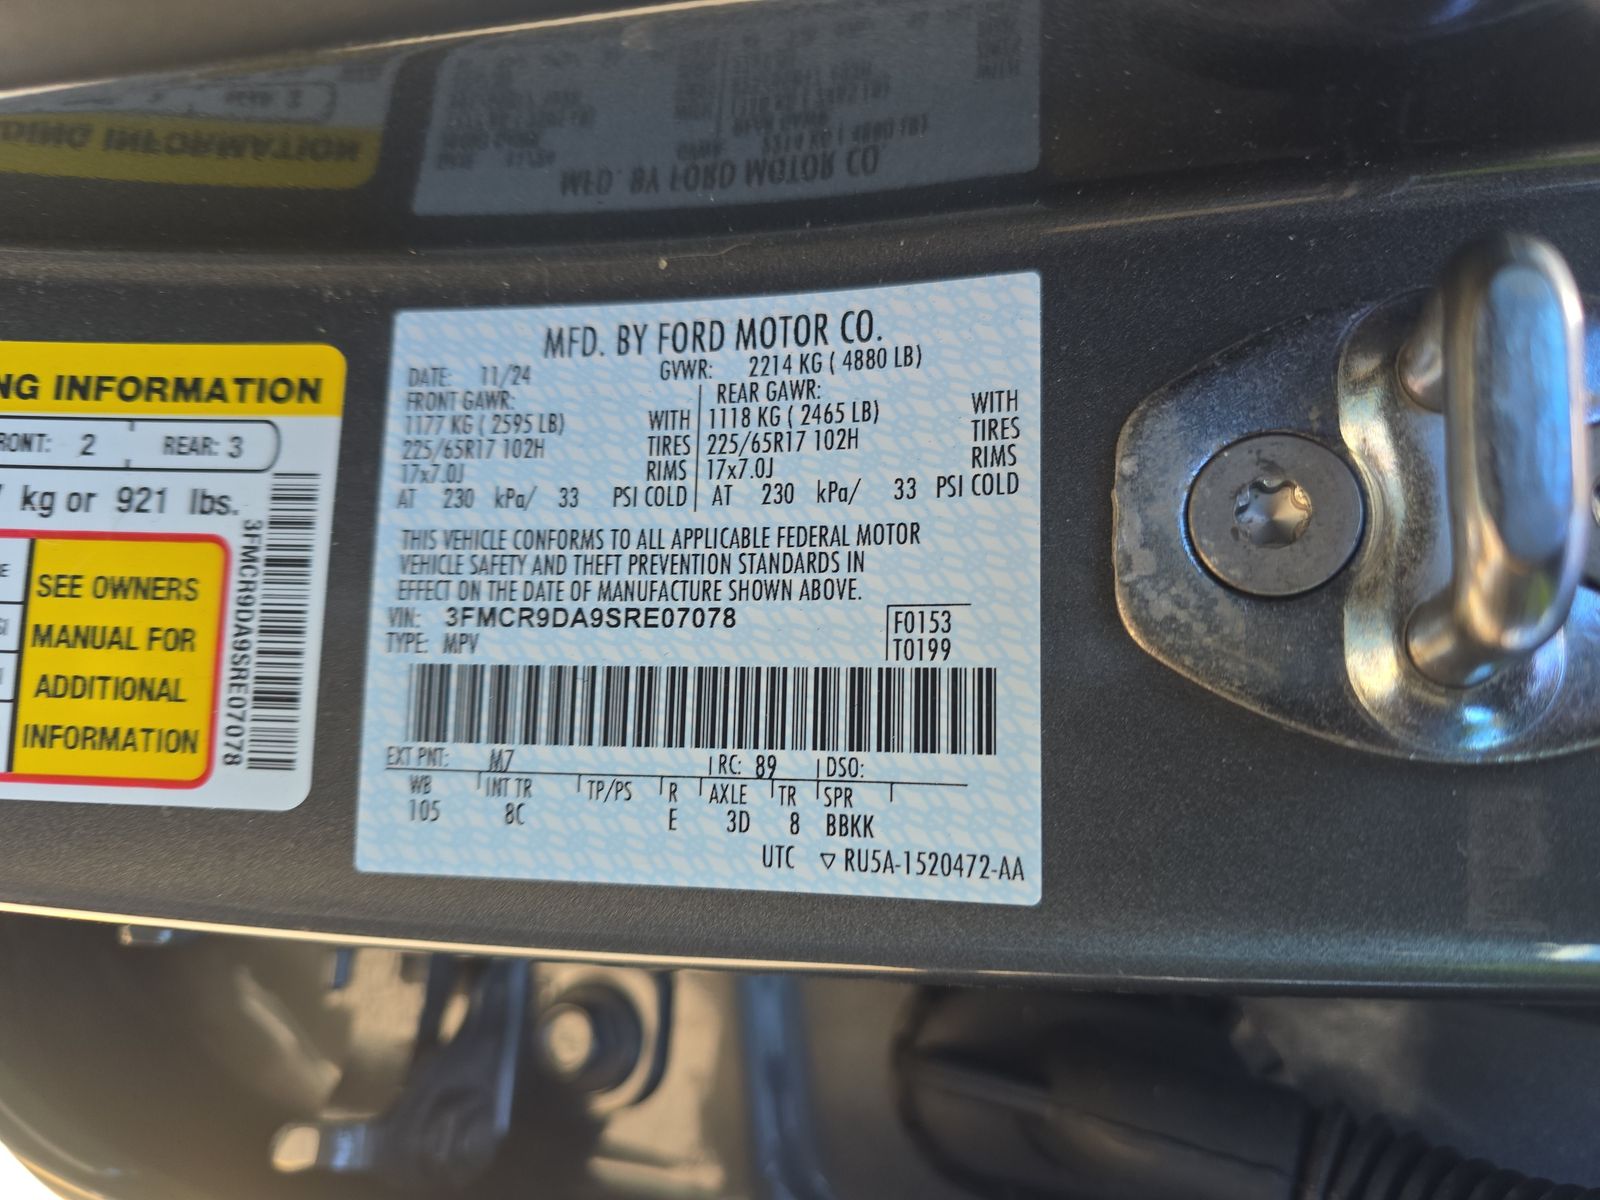 NG INFORMATION
RONT: 2 REAR: 3
kg or 921 lbs.
SEE OWNERS
MANUAL FOR
ADDITIONAL
INFORMATION
3FMCR9DA9SRE07078
MFD. BY FORD MOTOR CO.
DATE: 11/24 GVWR: 2214 KG ( 4880 LB)
FRONT GAWR: REAR GAWR:
1177 KG ( 2595 LB) WITH 1118 KG ( 2465 LB) WITH
225/65R17 102H TIRES 225/65R17 102H TIRES
17x7.0J RIMS 17x7.0J RIMS
AT 230 kPa/ 33 PSI COLD AT 230 kPa/ 33 PSI COLD
THIS VEHICLE CONFORMS TO ALL APPLICABLE FEDERAL MOTOR
VEHICLE SAFETY AND THEFT PREVENTION STANDARDS IN
EFFECT ON THE DATE OF MANUFACTURE SHOWN ABOVE.
VIN: 3FMCR9DA9SRE07078 F0153
TYPE: MPV T0199
EXT PNT: M7 RC: 89 DSO:
WB INT TR TP/PS R AXLE TR SPR
105 8C E 3D 8 BBKK
UTC ▽ RU5A-1520472-AA